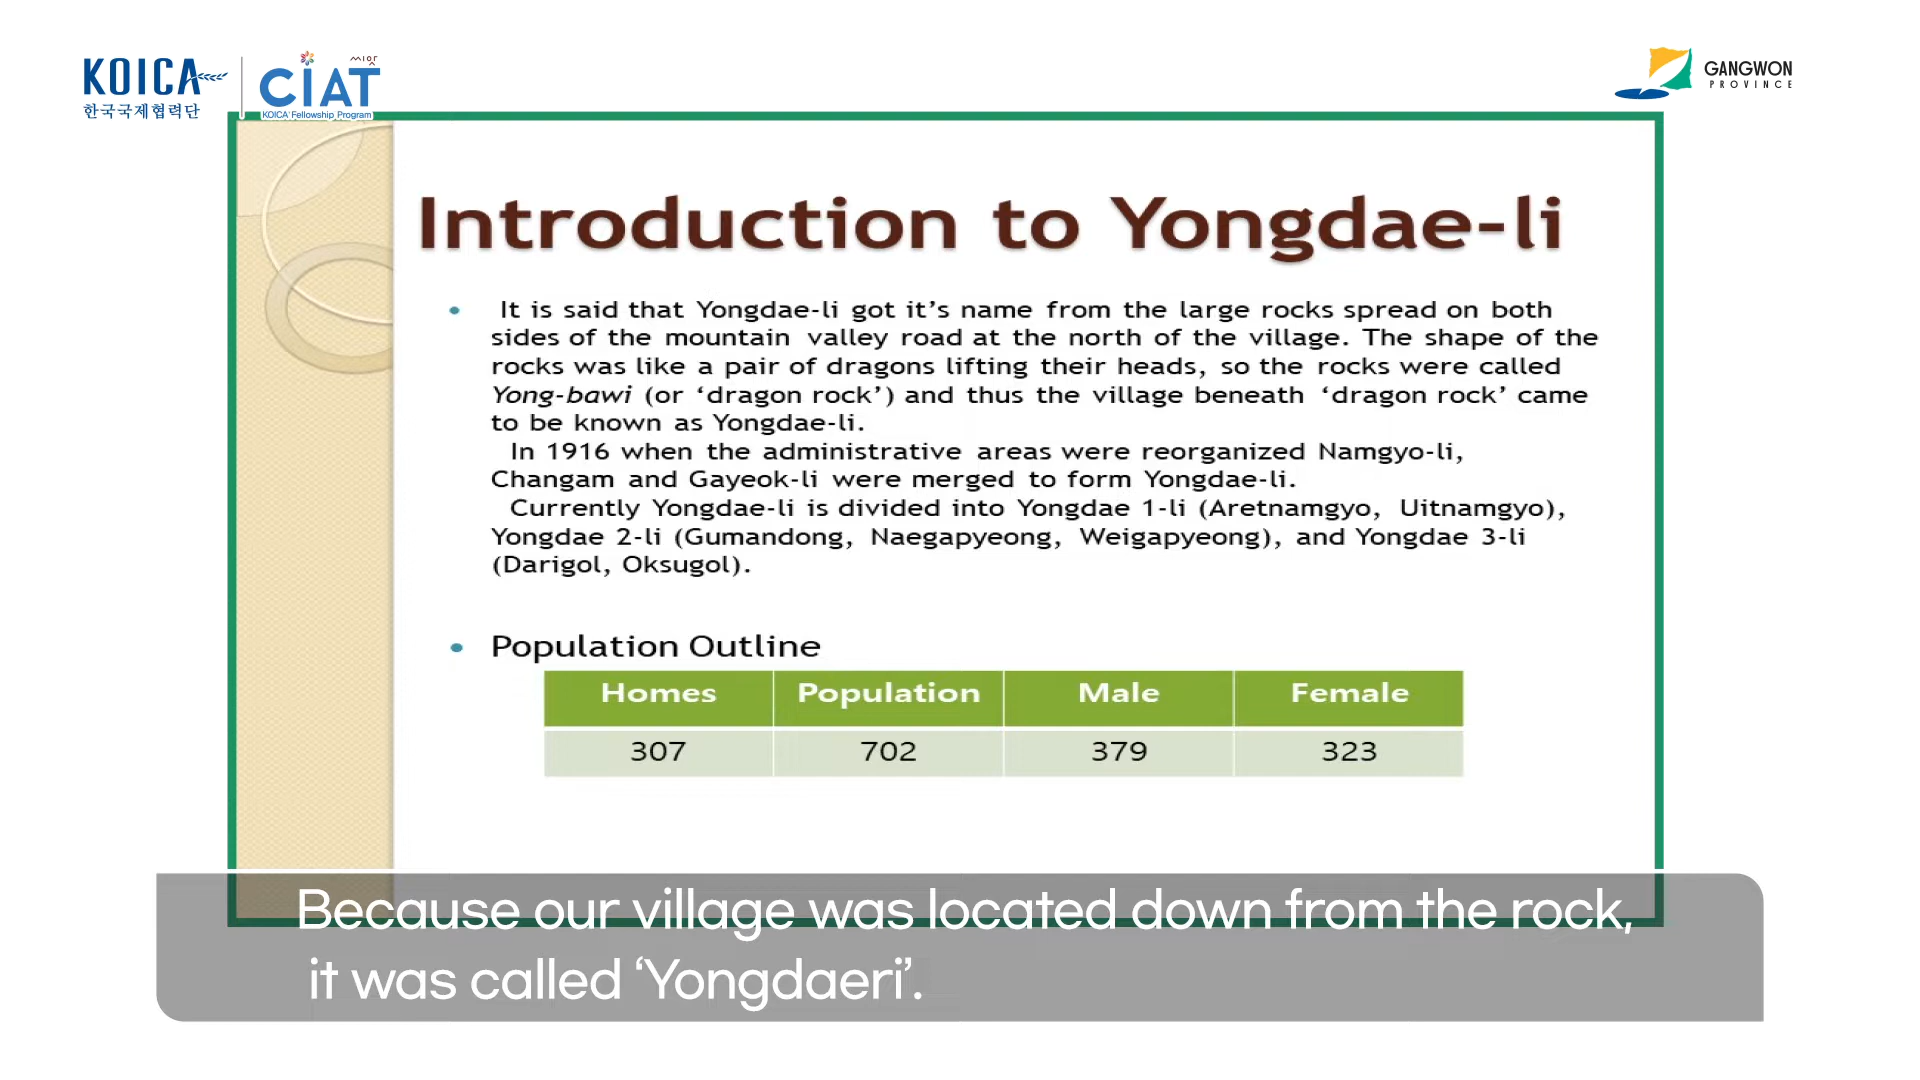 KOICA
한국국제협력단
씨앗
CIAT
KOICA Fellowship Program
GANGWON
PROVINCE
Introduction to Yongdae-li
• It is said that Yongdae-li got it’s name from the large rocks spread on both
sides of the mountain valley road at the north of the village. The shape of the
rocks was like a pair of dragons lifting their heads, so the rocks were called
Yong-bawi (or ‘dragon rock’) and thus the village beneath ‘dragon rock’ came
to be known as Yongdae-li.
In 1916 when the administrative areas were reorganized Namgyo-li,
Changam and Gayeok-li were merged to form Yongdae-li.
Currently Yongdae-li is divided into Yongdae 1-li (Aretnamgyo, Uitnamgyo),
Yongdae 2-li (Gumandong, Naegapyeong, Weigapyeong), and Yongdae 3-li
(Darigol, Oksugol).
• Population Outline
Homes Population Male Female
307 702 379 323
Because our village was located down from the rock,
it was called ‘Yongdaeri’.